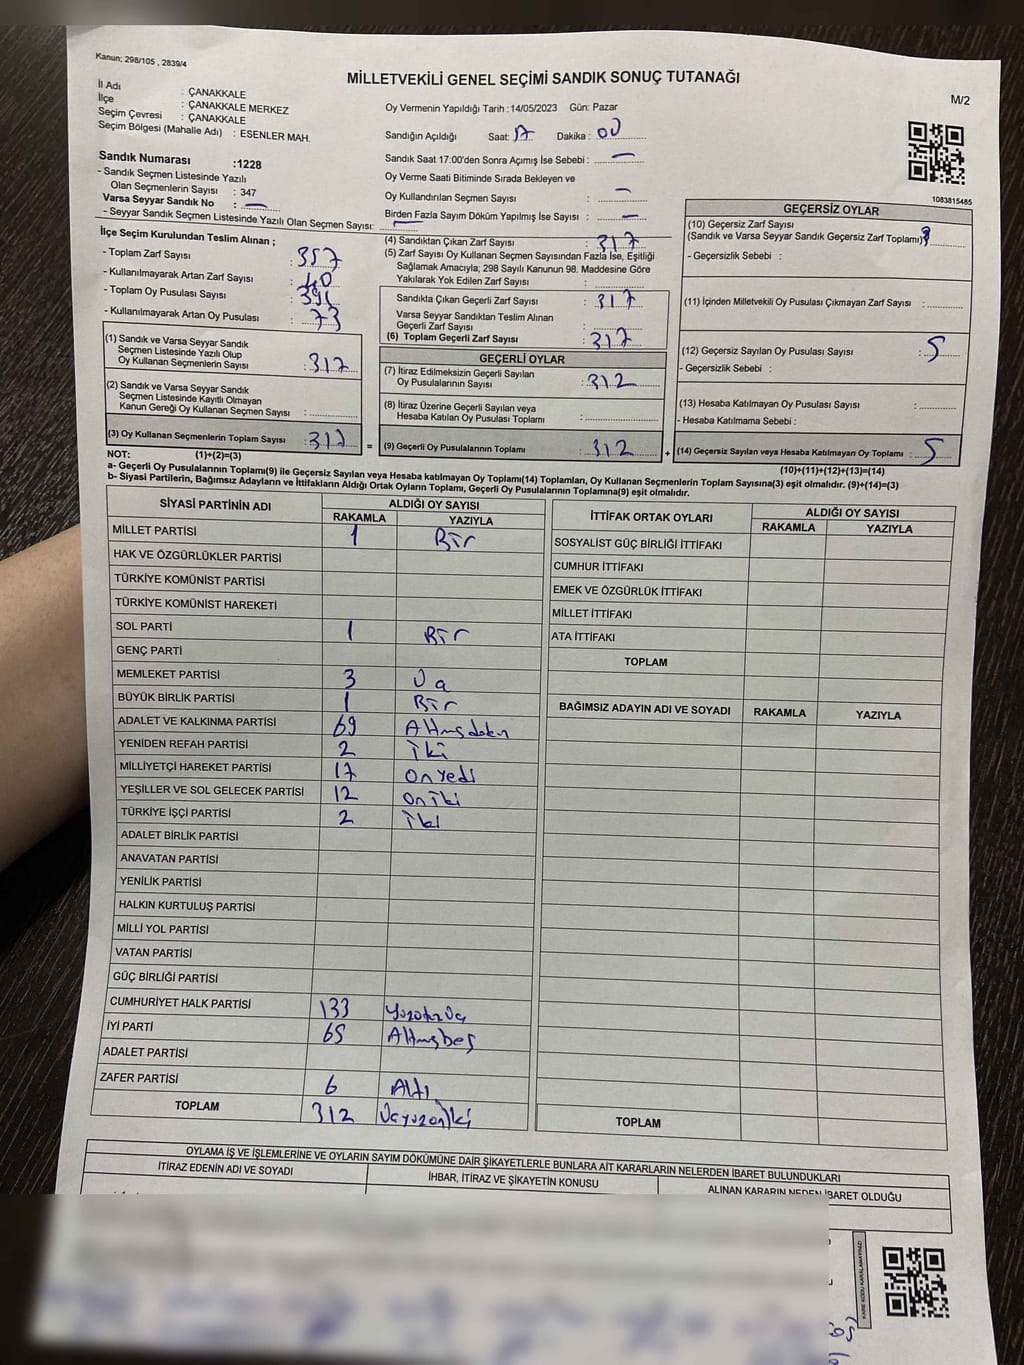 Kanun; 298/105 , 2839/4
MİLLETVEKİLİ GENEL SEÇİMİ SANDIK SONUÇ TUTANAĞI
M/2
İl Adı : ÇANAKKALE
İlçe : ÇANAKKALE MERKEZ
Seçim Çevresi : ÇANAKKALE
Seçim Bölgesi (Mahalle Adı) : ESENLER MAH.
Sandık Numarası :1228
- Sandık Seçmen Listesinde Yazılı
Olan Seçmenlerin Sayısı : 347
Varsa Seyyar Sandık No : —
- Seyyar Sandık Seçmen Listesinde Yazılı Olan Seçmen Sayısı: —
Oy Vermenin Yapıldığı Tarih : 14/05/2023 Gün: Pazar
Sandığın Açıldığı Saat: 17 Dakika : 00
Sandık Saat 17:00'den Sonra Açımış İse Sebebi : —
Oy Verme Saati Bitiminde Sırada Bekleyen ve
Oy Kullandırılan Seçmen Sayısı : —
Birden Fazla Sayım Döküm Yapılmış İse Sayısı : —
1083815485
İlçe Seçim Kurulundan Teslim Alınan ;
- Toplam Zarf Sayısı : 357
- Kullanılmayarak Artan Zarf Sayısı : 40
- Toplam Oy Pusulası Sayısı :
- Kullanılmayarak Artan Oy Pusulası : 73
(1) Sandık ve Varsa Seyyar Sandık
Seçmen Listesinde Yazılı Olup
Oy Kullanan Seçmenlerin Sayısı : 317
(2) Sandık ve Varsa Seyyar Sandık
Seçmen Listesinde Kayıtlı Olmayan
Kanun Gereği Oy Kullanan Seçmen Sayısı :
(3) Oy Kullanan Seçmenlerin Toplam Sayısı : 317 =
(4) Sandıktan Çıkan Zarf Sayısı : 317
(5) Zarf Sayısı Oy Kullanan Seçmen Sayısından Fazla İse, Eşitliği
Sağlamak Amacıyla; 298 Sayılı Kanunun 98. Maddesine Göre
Yakılarak Yok Edilen Zarf Sayısı :
Sandıkta Çıkan Geçerli Zarf Sayısı : 317
Varsa Seyyar Sandıktan Teslim Alınan
Geçerli Zarf Sayısı :
(6) Toplam Geçerli Zarf Sayısı : 317
GEÇERLİ OYLAR
(7) İtiraz Edilmeksizin Geçerli Sayılan
Oy Pusulalarının Sayısı : 312
(8) İtiraz Üzerine Geçerli Sayılan veya
Hesaba Katılan Oy Pusulası Toplamı :
(9) Geçerli Oy Pusulalarının Toplamı : 312 +
GEÇERSİZ OYLAR
(10) Geçersiz Zarf Sayısı
(Sandık ve Varsa Seyyar Sandık Geçersiz Zarf Toplamı)
- Geçersizlik Sebebi :
(11) İçinden Milletvekili Oy Pusulası Çıkmayan Zarf Sayısı :
(12) Geçersiz Sayılan Oy Pusulası Sayısı : 5
- Geçersizlik Sebebi :
(13) Hesaba Katılmayan Oy Pusulası Sayısı :
- Hesaba Katılmama Sebebi :
(14) Geçersiz Sayılan veya Hesaba Katılmayan Oy Toplamı : 5
NOT: (1)+(2)=(3)
(10)+(11)+(12)+(13)=(14)
a- Geçerli Oy Pusulalarının Toplamı(9) ile Geçersiz Sayılan veya Hesaba katılmayan Oy Toplamı(14) Toplamları, Oy Kullanan Seçmenlerin Toplam Sayısına(3) eşit olmalıdır. (9)+(14)=(3)
b- Siyasi Partilerin, Bağımsız Adayların ve İttifakların Aldığı Ortak Oyların Toplamı, Geçerli Oy Pusulalarının Toplamına(9) eşit olmalıdır.
SİYASİ PARTİNİN ADI ALDIĞI OY SAYISI
RAKAMLA YAZIYLA
MİLLET PARTİSİ 1 Bir
HAK VE ÖZGÜRLÜKLER PARTİSİ
TÜRKİYE KOMÜNİST PARTİSİ
TÜRKİYE KOMÜNİST HAREKETİ
SOL PARTİ 1 Bir
GENÇ PARTİ
MEMLEKET PARTİSİ 3 Üç
BÜYÜK BİRLİK PARTİSİ 1 Bir
ADALET VE KALKINMA PARTİSİ 69 Altmışdokuz
YENİDEN REFAH PARTİSİ 2 iki
MİLLİYETÇİ HAREKET PARTİSİ 17 onyedi
YEŞİLLER VE SOL GELECEK PARTİSİ 12 oniki
TÜRKİYE İŞÇİ PARTİSİ 2 iki
ADALET BİRLİK PARTİSİ
ANAVATAN PARTİSİ
YENİLİK PARTİSİ
HALKIN KURTULUŞ PARTİSİ
MİLLİ YOL PARTİSİ
VATAN PARTİSİ
GÜÇ BİRLİĞİ PARTİSİ
CUMHURİYET HALK PARTİSİ 133 Yüzotuzüç
İYİ PARTİ 65 Altmışbeş
ADALET PARTİSİ
ZAFER PARTİSİ 6 Altı
TOPLAM 312 Üçyüzoniki
İTTİFAK ORTAK OYLARI ALDIĞI OY SAYISI
RAKAMLA YAZIYLA
SOSYALİST GÜÇ BİRLİĞİ İTTİFAKI
CUMHUR İTTİFAKI
EMEK VE ÖZGÜRLÜK İTTİFAKI
MİLLET İTTİFAKI
ATA İTTİFAKI
TOPLAM
BAĞIMSIZ ADAYIN ADI VE SOYADI RAKAMLA YAZIYLA
TOPLAM
OYLAMA İŞ VE İŞLEMLERİNE VE OYLARIN SAYIM DÖKÜMÜNE DAİR ŞİKAYETLERLE BUNLARA AİT KARARLARIN NELERDEN İBARET BULUNDUKLARI
İTİRAZ EDENİN ADI VE SOYADI İHBAR, İTİRAZ VE ŞİKAYETİN KONUSU ALINAN KARARIN NEDEN İBARET OLDUĞU
KARE KODU KARALAMAYINIZ!